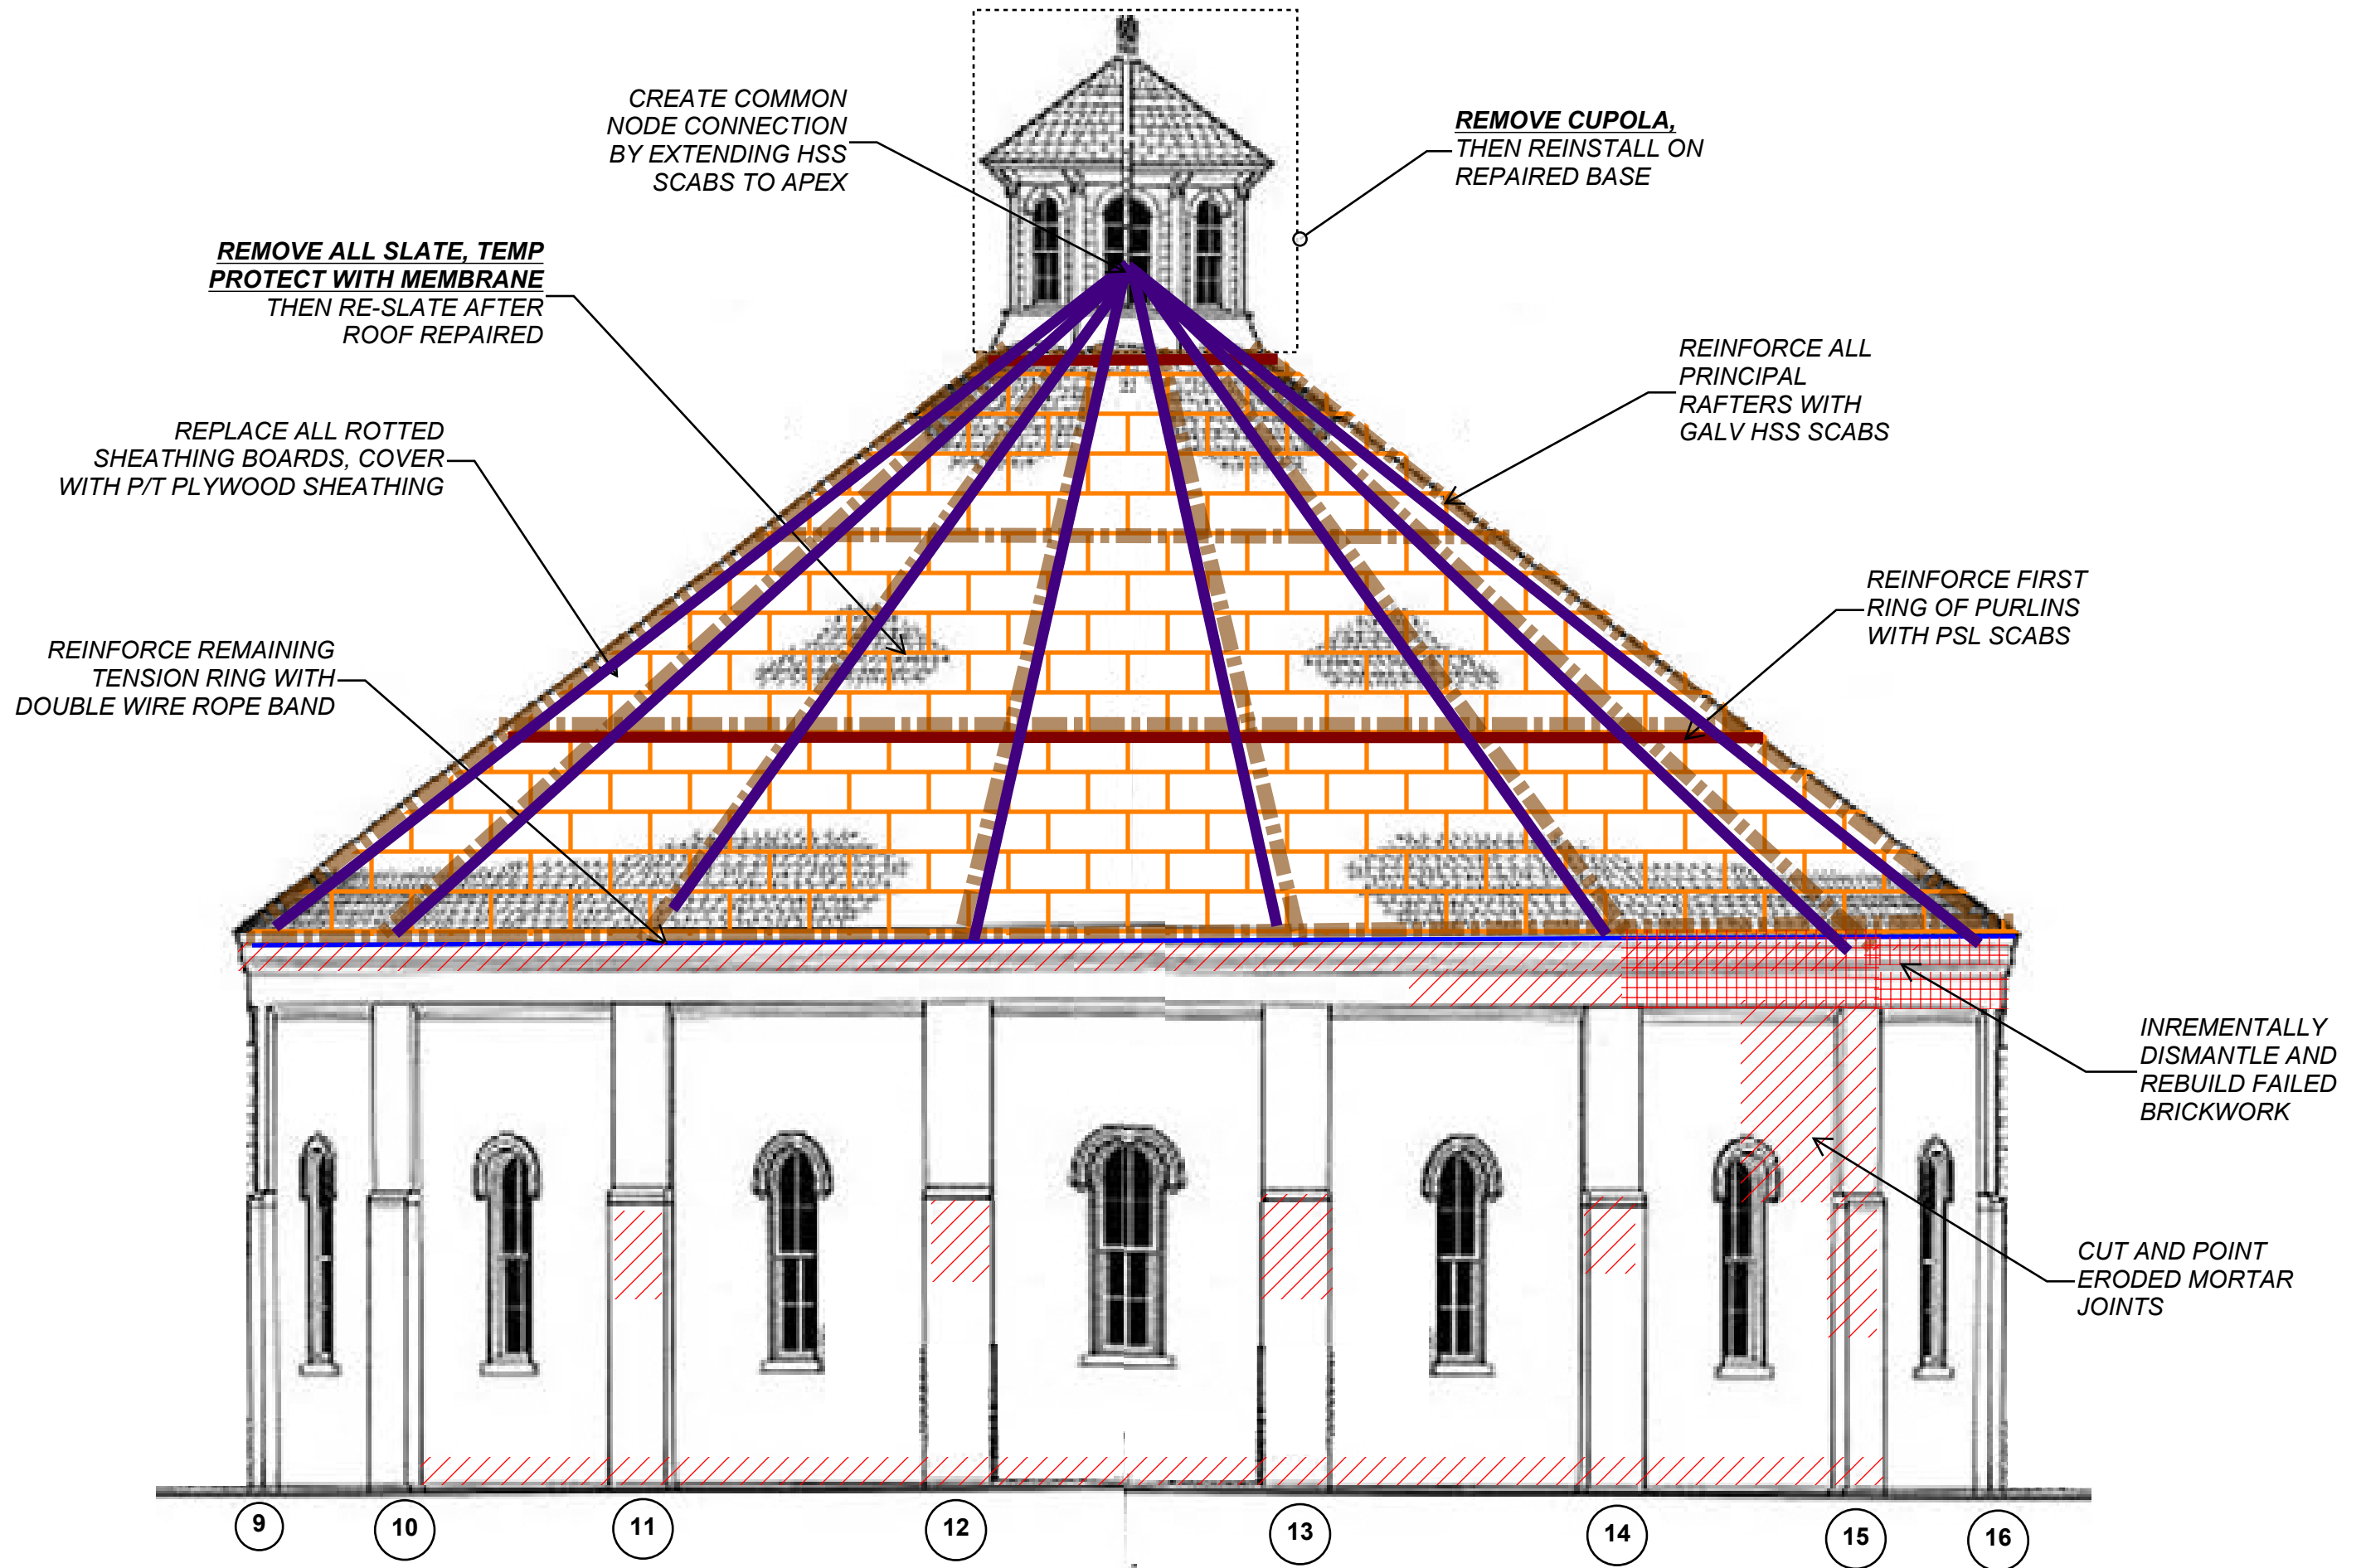 CREATE COMMON
NODE CONNECTION
BY EXTENDING HSS
SCABS TO APEX
REMOVE CUPOLA,
THEN REINSTALL ON
REPAIRED BASE
REMOVE ALL SLATE, TEMP
PROTECT WITH MEMBRANE
THEN RE-SLATE AFTER
ROOF REPAIRED
REINFORCE ALL
PRINCIPAL
RAFTERS WITH
GALV HSS SCABS
REPLACE ALL ROTTED
SHEATHING BOARDS, COVER
WITH P/T PLYWOOD SHEATHING
REINFORCE FIRST
RING OF PURLINS
WITH PSL SCABS
REINFORCE REMAINING
TENSION RING WITH
DOUBLE WIRE ROPE BAND
INREMENTALLY
DISMANTLE AND
REBUILD FAILED
BRICKWORK
CUT AND POINT
ERODED MORTAR
JOINTS
9
10
11
12
13
14
15
16